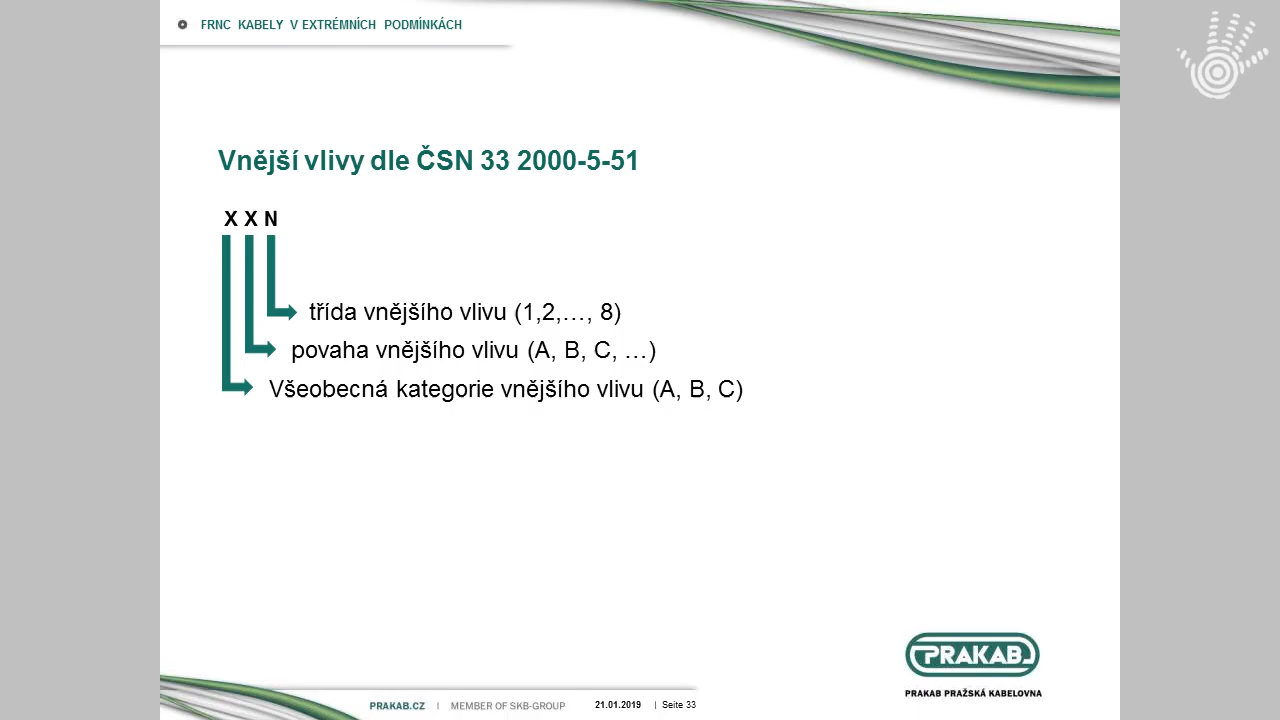 FRNC KABELY V EXTRÉMNÍCH PODMÍNKÁCH
Vnější vlivy dle ČSN 33 2000-5-51
X X N
třída vnějšího vlivu (1,2,…, 8)
povaha vnějšího vlivu (A, B, C, …)
Všeobecná kategorie vnějšího vlivu (A, B, C)
PRAKAB
PRAKAB PRAŽSKÁ KABELOVNA
PRAKAB.CZ | MEMBER OF SKB-GROUP 21.01.2019 | Seite 33